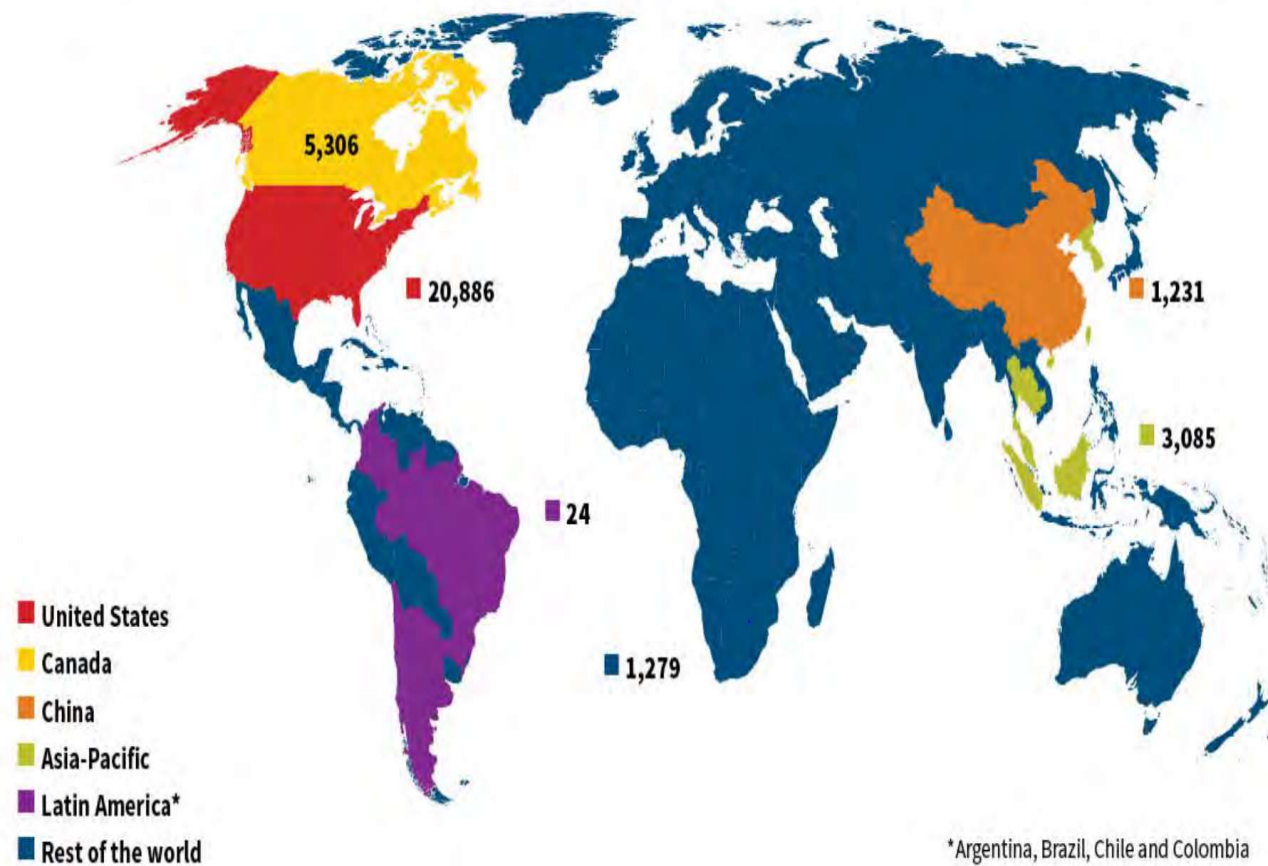 5,306
20,886
1,231
3,085
24
1,279
United States
Canada
China
Asia-Pacific
Latin America*
Rest of the world
*Argentina, Brazil, Chile and Colombia